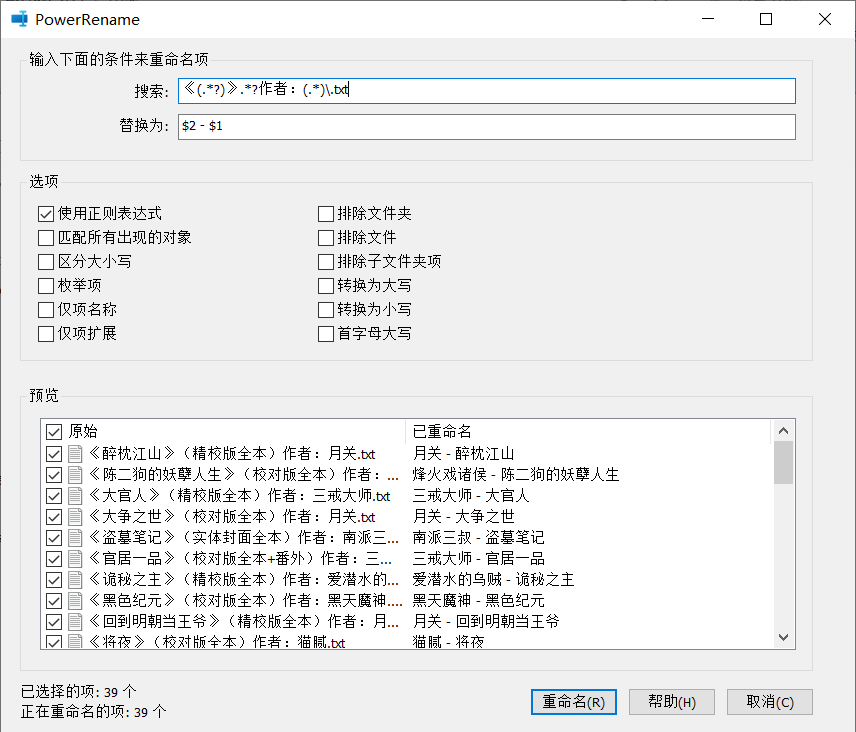 PowerRename
输入下面的条件来重命名项
搜索: 《(.*?)》.*?作者：(.*)\.txt
替换为: $2 - $1
选项
使用正则表达式 排除文件夹
匹配所有出现的对象 排除文件
区分大小写 排除子文件夹项
枚举项 转换为大写
仅项名称 转换为小写
仅项扩展 首字母大写
预览
原始 已重命名
《醉枕江山》（精校版全本）作者：月关.txt 月关 - 醉枕江山
《陈二狗的妖孽人生》（校对版全本）作者：... 烽火戏诸侯 - 陈二狗的妖孽人生
《大官人》（精校版全本）作者：三戒大师.txt 三戒大师 - 大官人
《大争之世》（校对版全本）作者：月关.txt 月关 - 大争之世
《盗墓笔记》（实体封面全本）作者：南派三... 南派三叔 - 盗墓笔记
《官居一品》（校对版全本+番外）作者：三... 三戒大师 - 官居一品
《诡秘之主》（精校版全本）作者：爱潜水的... 爱潜水的乌贼 - 诡秘之主
《黑色纪元》（校对版全本）作者：黑天魔神.... 黑天魔神 - 黑色纪元
《回到明朝当王爷》（精校版全本）作者：月... 月关 - 回到明朝当王爷
《将夜》（校对版全本）作者：猫腻.txt 猫腻 - 将夜
已选择的项: 39 个
正在重命名的项: 39 个
重命名(R) 帮助(H) 取消(C)